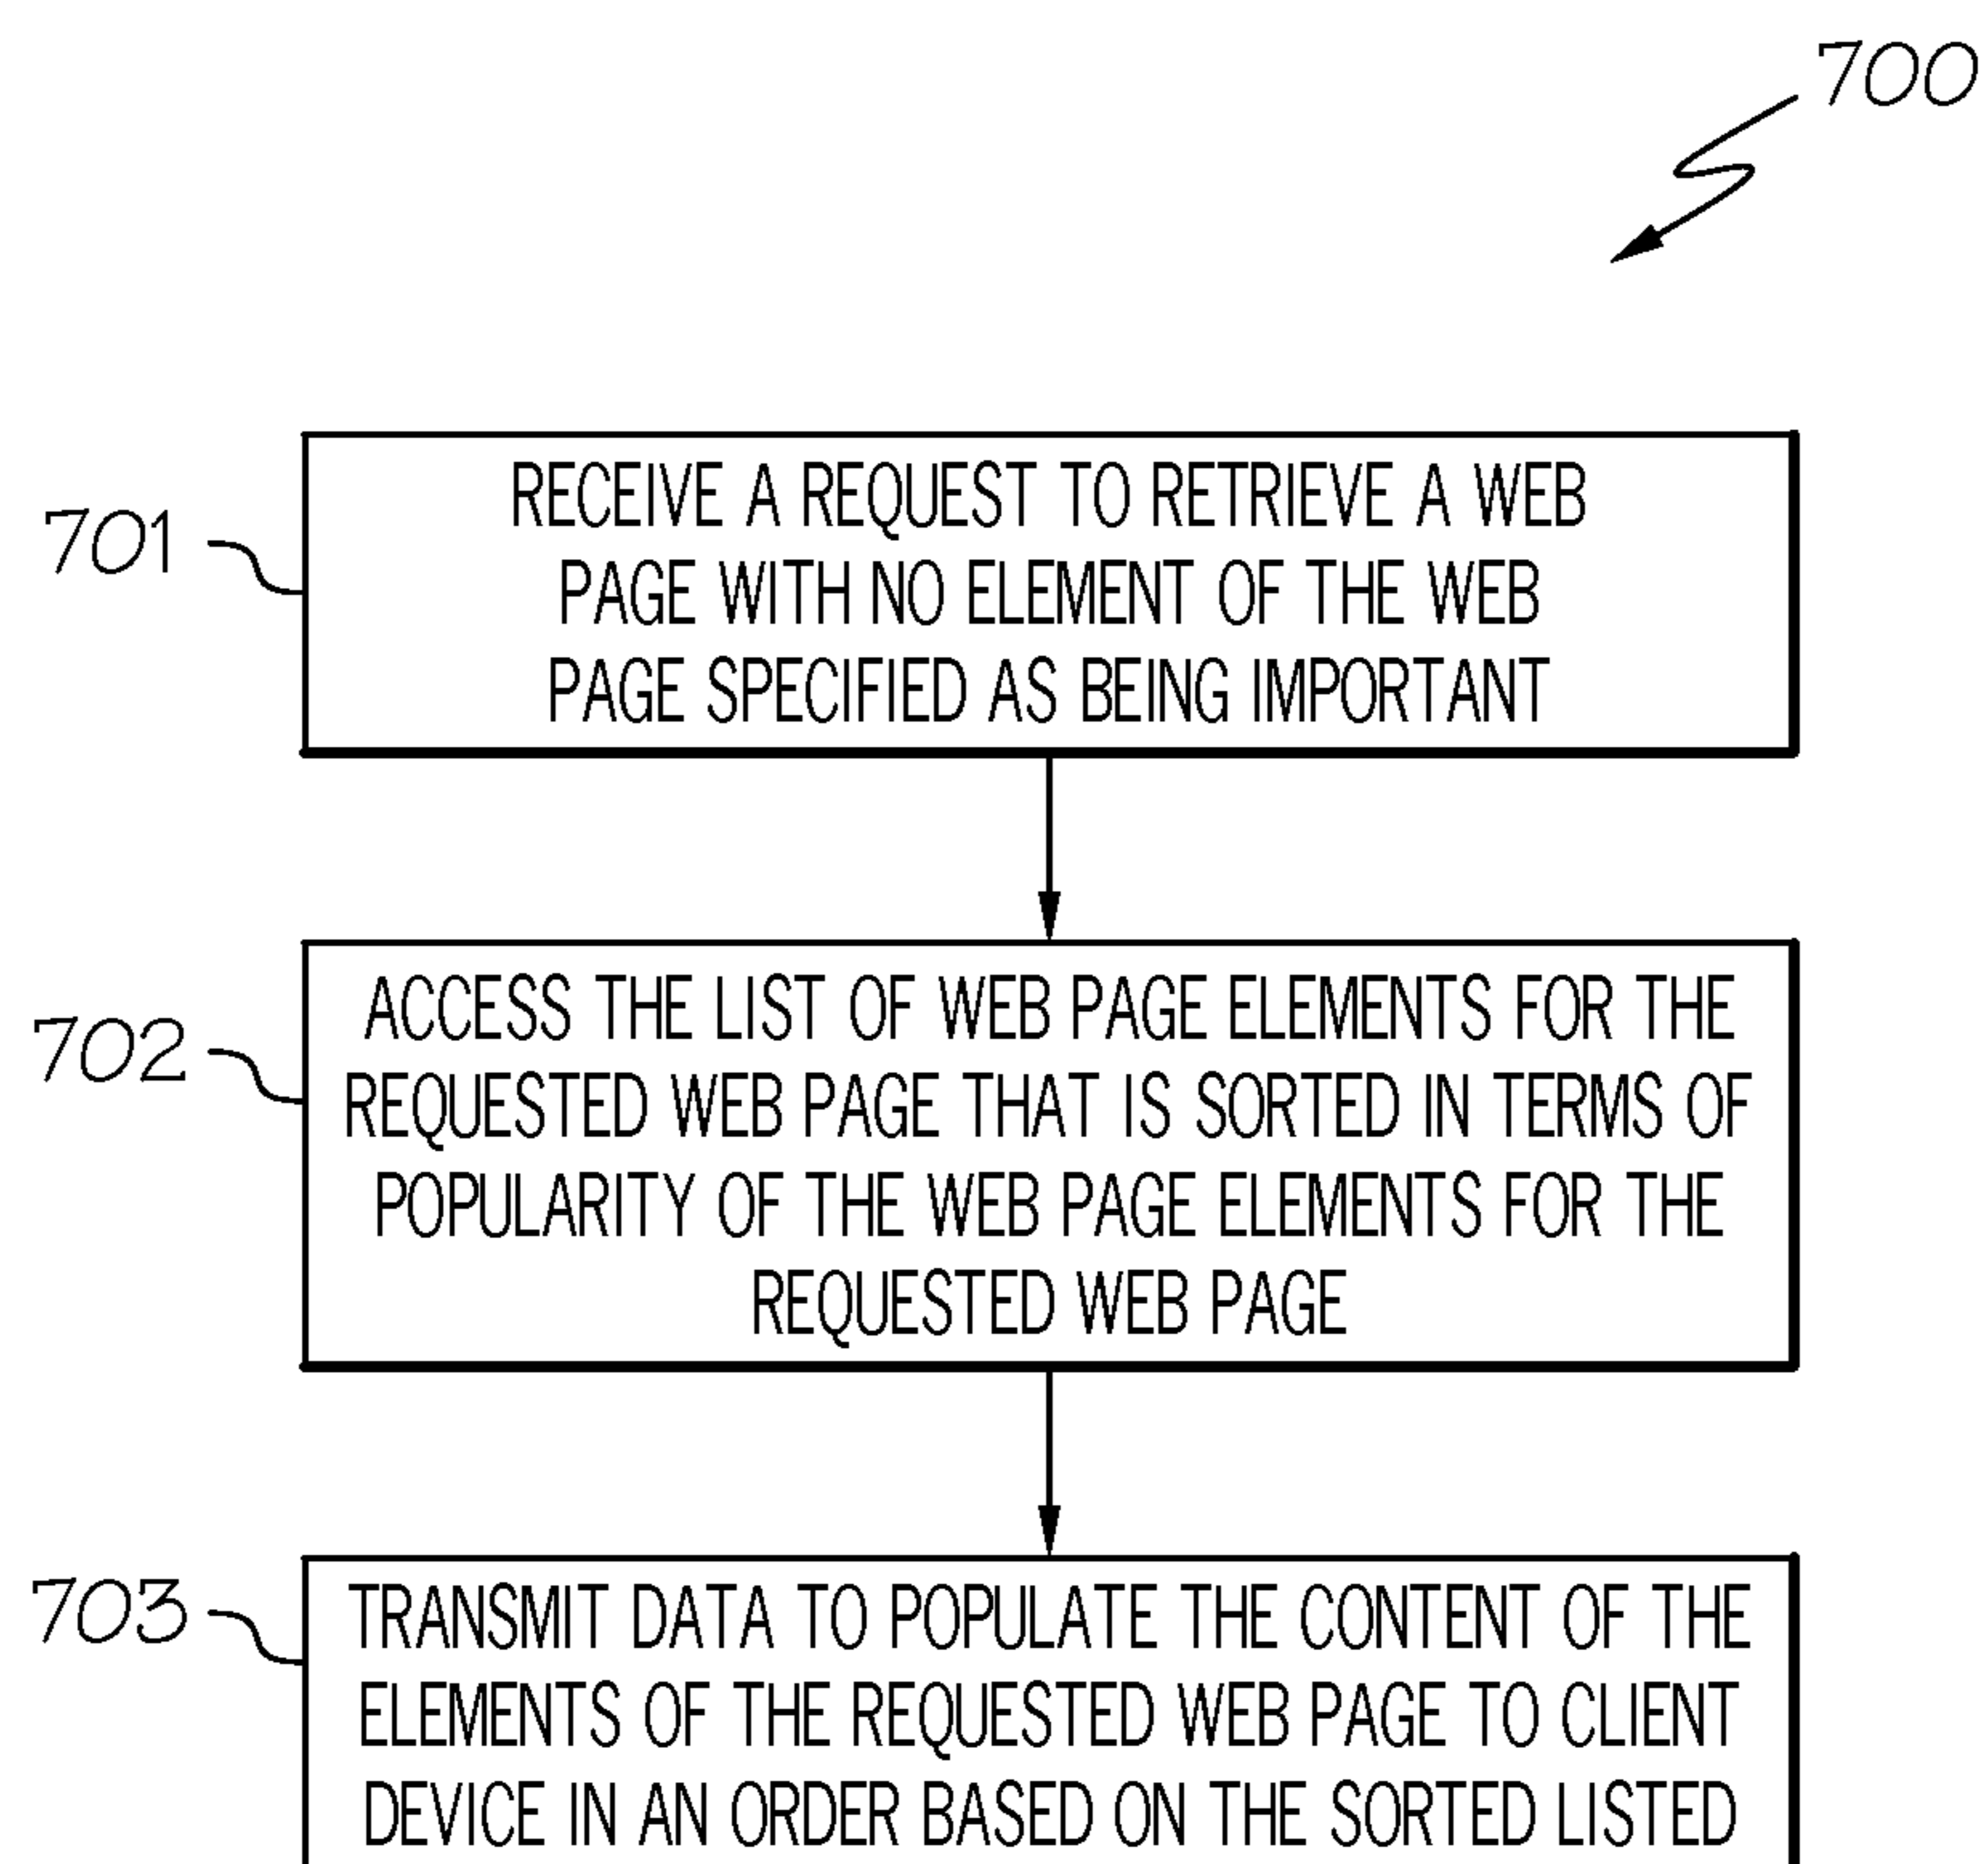 700
701
RECEIVE A REQUEST TO RETRIEVE A WEB
PAGE WITH NO ELEMENT OF THE WEB
PAGE SPECIFIED AS BEING IMPORTANT
702
ACCESS THE LIST OF WEB PAGE ELEMENTS FOR THE
REQUESTED WEB PAGE THAT IS SORTED IN TERMS OF
POPULARITY OF THE WEB PAGE ELEMENTS FOR THE
REQUESTED WEB PAGE
703
TRANSMIT DATA TO POPULATE THE CONTENT OF THE
ELEMENTS OF THE REQUESTED WEB PAGE TO CLIENT
DEVICE IN AN ORDER BASED ON THE SORTED LISTED